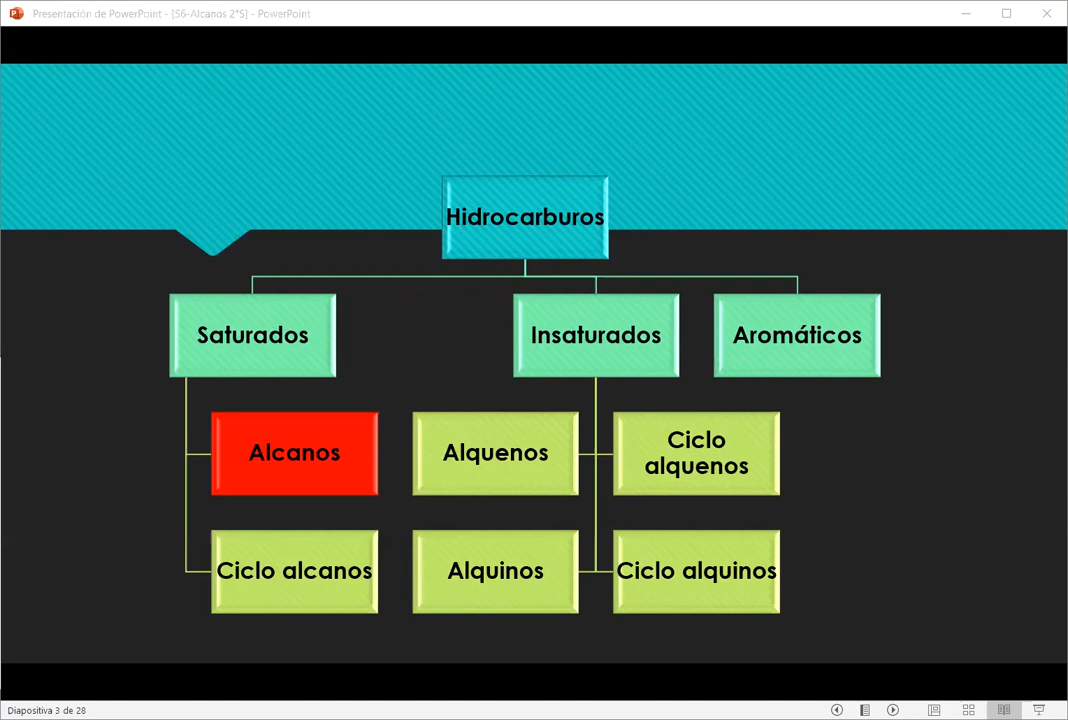 Presentación de PowerPoint - [S6-Alcanos 2°S] - PowerPoint
Hidrocarburos
Saturados
Insaturados
Aromáticos
Alcanos
Alquenos
Ciclo
alquenos
Ciclo alcanos
Alquinos
Ciclo alquinos
Diapositiva 3 de 28